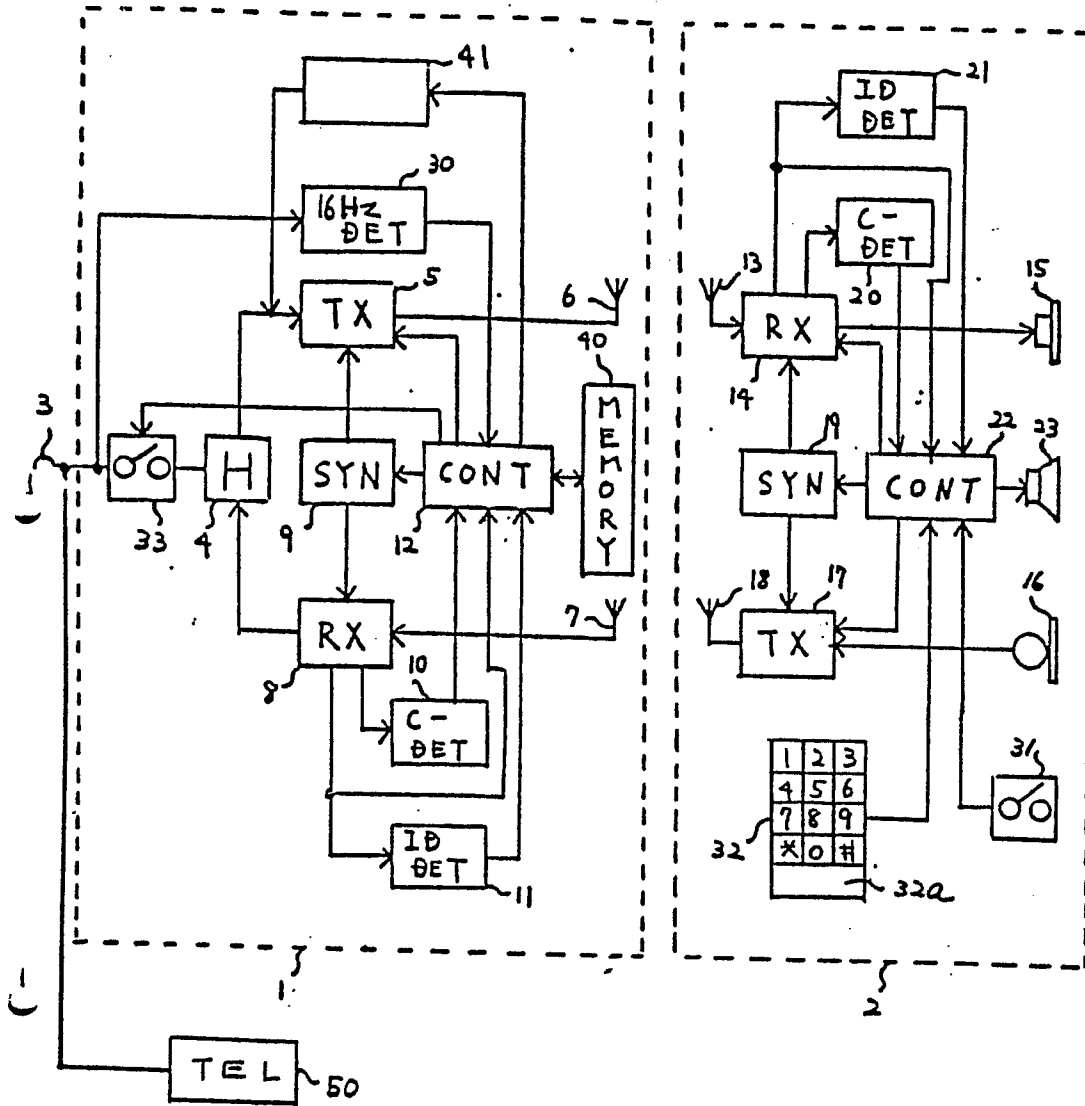 41
21
ID
DET
30
16Hz
DET
C-
DET
20
5
TX
6
13
RX
14
15
40
MEMORY
3
33
H
4
SYN
9
CONT
12
19
SYN
22
CONT
23
7
RX
8
18
17
TX
16
10
C-
DET
ID
DET
11
1 2 3
4 5 6
7 8 9
* 0 #
32
32a
31
1
2
TEL
50